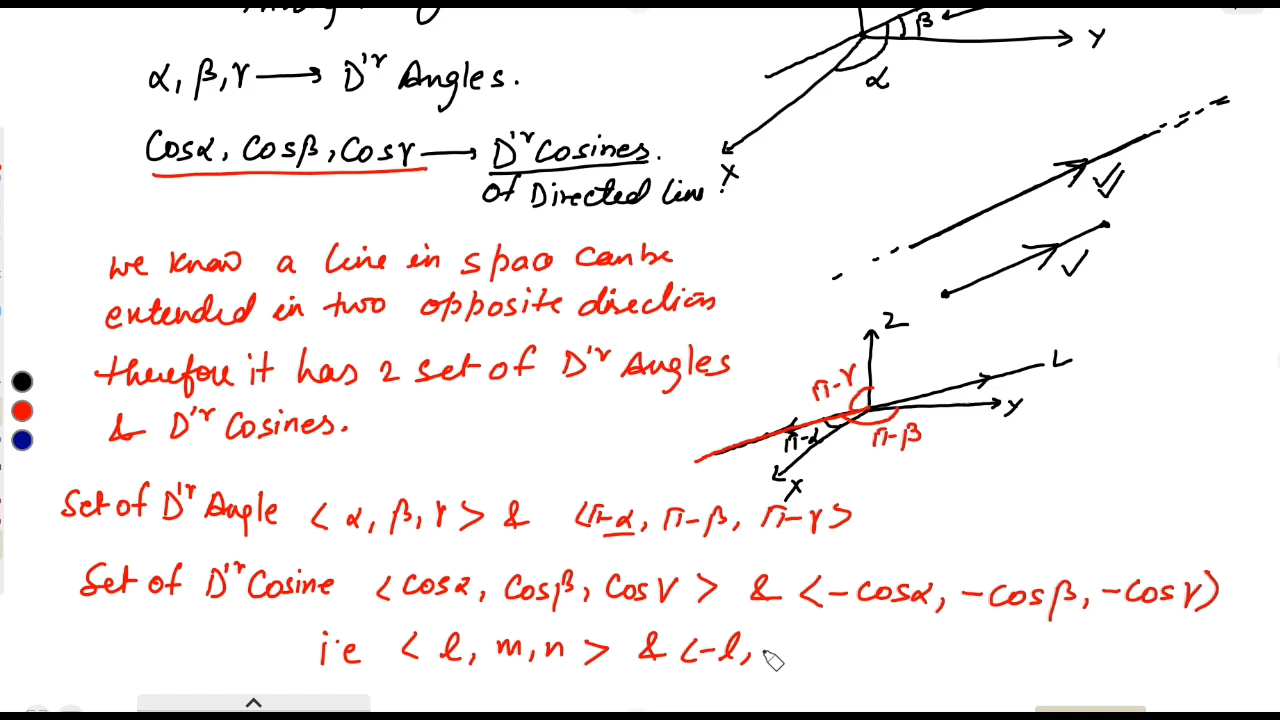 α, β, γ → D'r Angles.
Cosα, Cosβ, Cosγ → D'r Cosines.
Of Directed Line
we know a line in space can be
extended in two opposite direction
therefore it has 2 set of D'r Angles
& D'r Cosines.
Set of D'r Angle < α, β, γ > & <π-α, π-β, π-γ>
Set of D'r Cosine <cosα, Cosβ, Cosγ > & <-cosα, -cosβ, -cosγ)
i.e < l, m, n > & <-l,
β
Y
α
X
Z
L
π-γ
Y
π-α
π-β
X